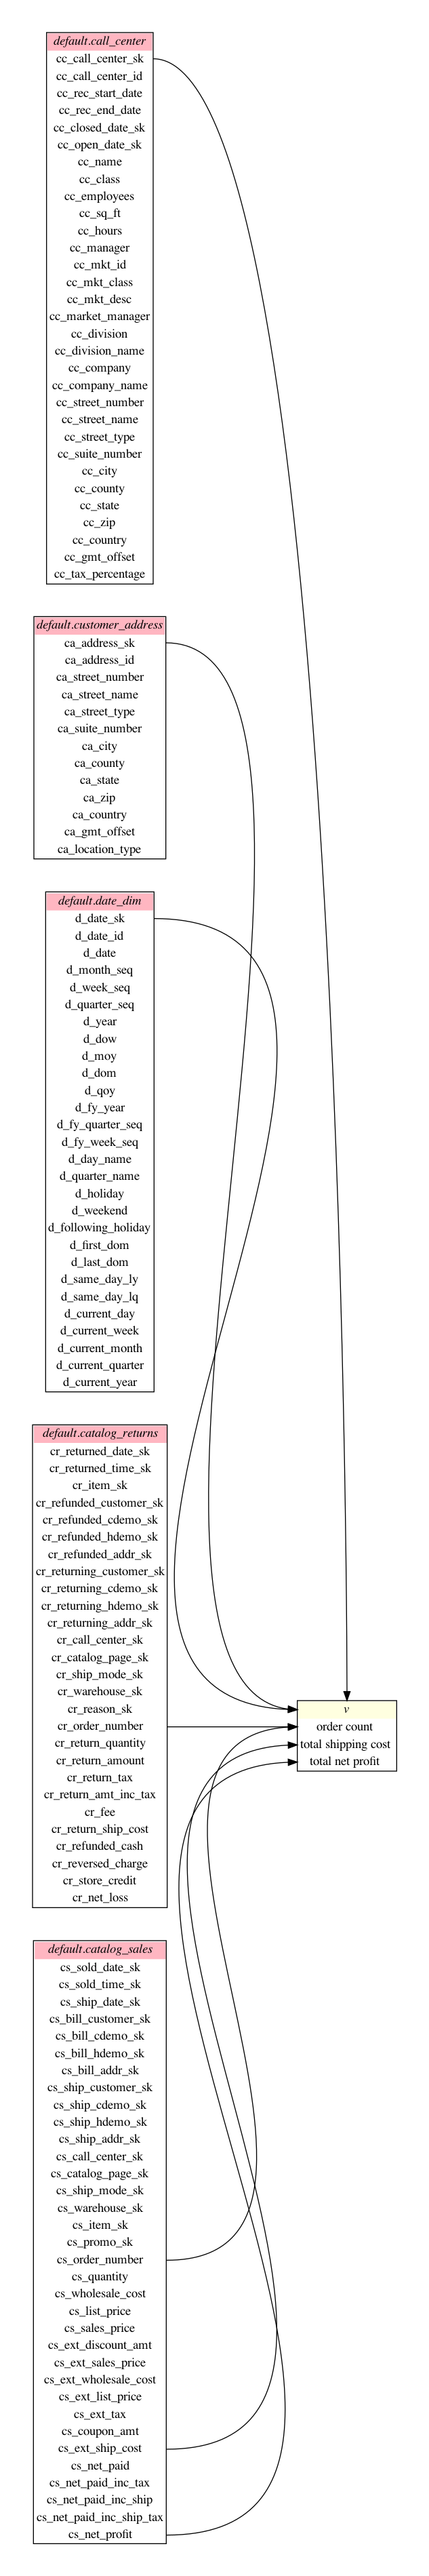 default.call_center
cc_call_center_sk
cc_call_center_id
cc_rec_start_date
cc_rec_end_date
cc_closed_date_sk
cc_open_date_sk
cc_name
cc_class
cc_employees
cc_sq_ft
cc_hours
cc_manager
cc_mkt_id
cc_mkt_class
cc_mkt_desc
cc_market_manager
cc_division
cc_division_name
cc_company
cc_company_name
cc_street_number
cc_street_name
cc_street_type
cc_suite_number
cc_city
cc_county
cc_state
cc_zip
cc_country
cc_gmt_offset
cc_tax_percentage
default.customer_address
ca_address_sk
ca_address_id
ca_street_number
ca_street_name
ca_street_type
ca_suite_number
ca_city
ca_county
ca_state
ca_zip
ca_country
ca_gmt_offset
ca_location_type
default.date_dim
d_date_sk
d_date_id
d_date
d_month_seq
d_week_seq
d_quarter_seq
d_year
d_dow
d_moy
d_dom
d_qoy
d_fy_year
d_fy_quarter_seq
d_fy_week_seq
d_day_name
d_quarter_name
d_holiday
d_weekend
d_following_holiday
d_first_dom
d_last_dom
d_same_day_ly
d_same_day_lq
d_current_day
d_current_week
d_current_month
d_current_quarter
d_current_year
default.catalog_returns
cr_returned_date_sk
cr_returned_time_sk
cr_item_sk
cr_refunded_customer_sk
cr_refunded_cdemo_sk
cr_refunded_hdemo_sk
cr_refunded_addr_sk
cr_returning_customer_sk
cr_returning_cdemo_sk
cr_returning_hdemo_sk
cr_returning_addr_sk
cr_call_center_sk
cr_catalog_page_sk
cr_ship_mode_sk
cr_warehouse_sk
cr_reason_sk
cr_order_number
cr_return_quantity
cr_return_amount
cr_return_tax
cr_return_amt_inc_tax
cr_fee
cr_return_ship_cost
cr_refunded_cash
cr_reversed_charge
cr_store_credit
cr_net_loss
v
order count
total shipping cost
total net profit
default.catalog_sales
cs_sold_date_sk
cs_sold_time_sk
cs_ship_date_sk
cs_bill_customer_sk
cs_bill_cdemo_sk
cs_bill_hdemo_sk
cs_bill_addr_sk
cs_ship_customer_sk
cs_ship_cdemo_sk
cs_ship_hdemo_sk
cs_ship_addr_sk
cs_call_center_sk
cs_catalog_page_sk
cs_ship_mode_sk
cs_warehouse_sk
cs_item_sk
cs_promo_sk
cs_order_number
cs_quantity
cs_wholesale_cost
cs_list_price
cs_sales_price
cs_ext_discount_amt
cs_ext_sales_price
cs_ext_wholesale_cost
cs_ext_list_price
cs_ext_tax
cs_coupon_amt
cs_ext_ship_cost
cs_net_paid
cs_net_paid_inc_tax
cs_net_paid_inc_ship
cs_net_paid_inc_ship_tax
cs_net_profit